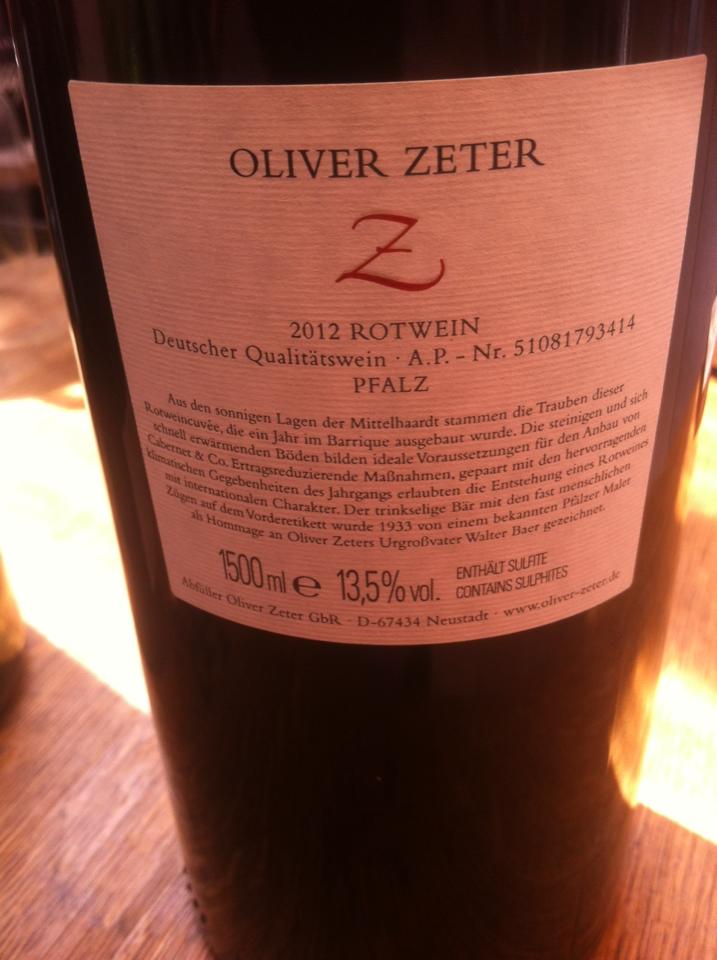 OLIVER ZETER
Z
2012 ROTWEIN
Deutscher Qualitätswein · A.P. - Nr. 51081793414
PFALZ
Aus den sonnigen Lagen der Mittelhaardt stammen die Trauben dieser
Rotweincuvée, die ein Jahr im Barrique ausgebaut wurde. Die steinigen und sich
schnell erwärmenden Böden bilden ideale Voraussetzungen für den Anbau von
Cabernet & Co. Ertragsreduzierende Maßnahmen, gepaart mit den hervorragenden
klimatischen Gegebenheiten des Jahrgangs erlaubten die Entstehung eines Rotweines
mit internationalen Charakter. Der trinkselige Bär mit den fast menschlichen
Zügen auf dem Vorderetikett wurde 1933 von einem bekannten Pfälzer Maler
als Hommage an Oliver Zeters Urgroßvater Walter Baer gezeichnet.
1500 ml e 13,5% vol. ENTHÄLT SULFITE
CONTAINS SULPHITES
Abfüller Oliver Zeter GbR · D-67434 Neustadt · www.oliver-zeter.de